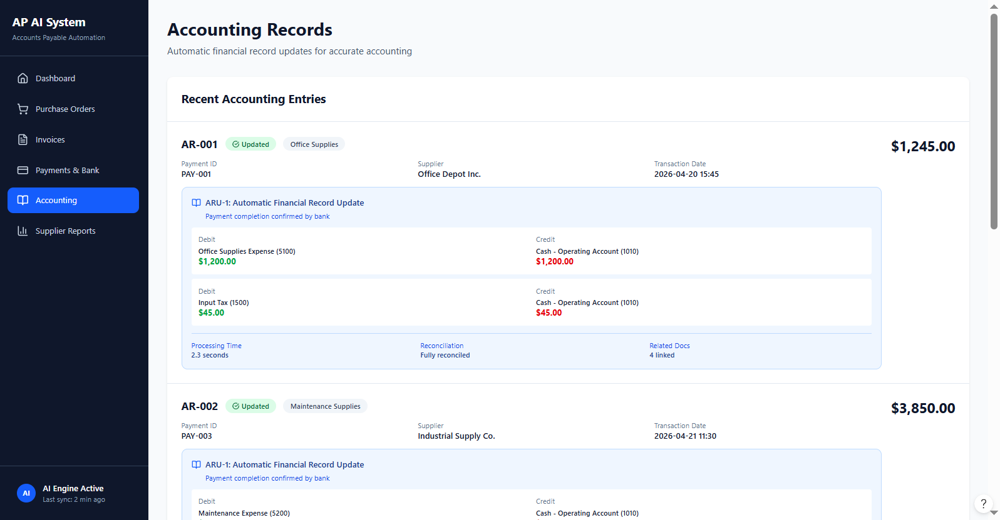 AP AI System
Accounts Payable Automation
Dashboard
Purchase Orders
Invoices
Payments & Bank
Accounting
Supplier Reports
AI
AI Engine Active
Last sync: 2 min ago
Accounting Records
Automatic financial record updates for accurate accounting
Recent Accounting Entries
AR-001 Updated Office Supplies $1,245.00
Payment ID Supplier Transaction Date
PAY-001 Office Depot Inc. 2026-04-20 15:45
ARU-1: Automatic Financial Record Update
Payment completion confirmed by bank
Debit Credit
Office Supplies Expense (5100) Cash - Operating Account (1010)
$1,200.00 $1,200.00
Debit Credit
Input Tax (1500) Cash - Operating Account (1010)
$45.00 $45.00
Processing Time Reconciliation Related Docs
2.3 seconds Fully reconciled 4 linked
AR-002 Updated Maintenance Supplies $3,850.00
Payment ID Supplier Transaction Date
PAY-003 Industrial Supply Co. 2026-04-21 11:30
ARU-1: Automatic Financial Record Update
Payment completion confirmed by bank
Debit Credit
Maintenance Expense (5200) Cash - Operating Account (1010)
?